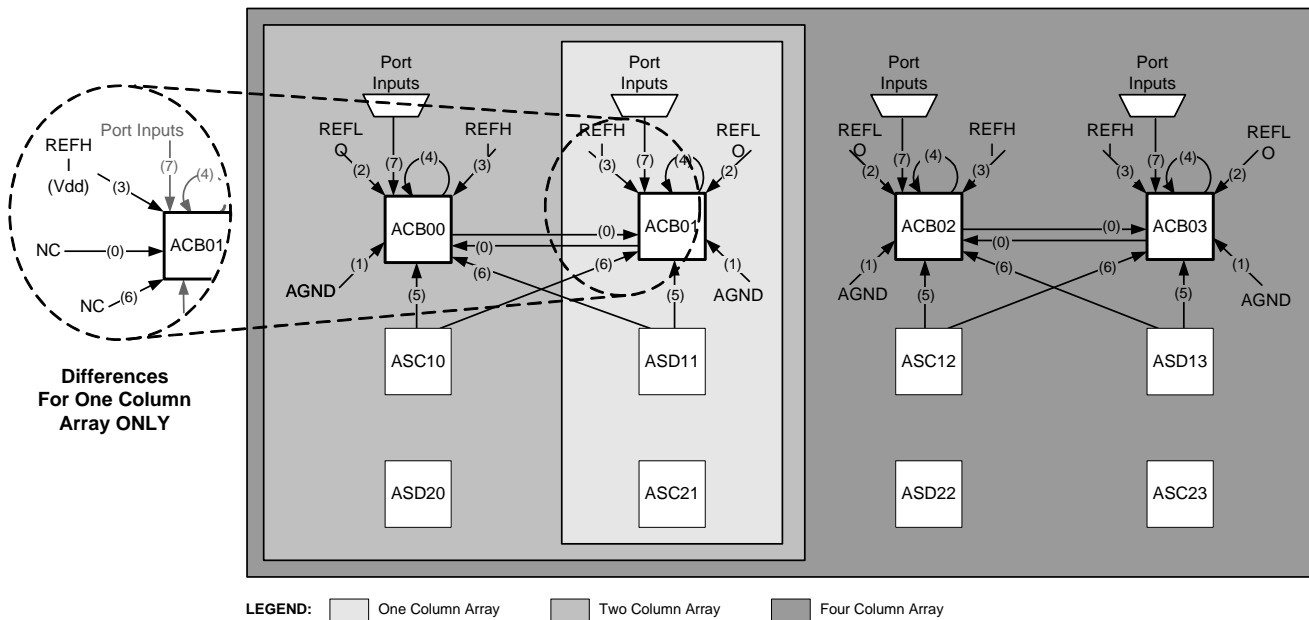 Port
Inputs
Port
Inputs
Port
Inputs
Port
Inputs
REFH
I
(Vdd)
Port Inputs
(7)
(4)
(3)
ACB01
NC
(0)
NC
(6)
Differences
For One Column
Array ONLY
REFL
O
REFHI
(2)
(7)
(4)
(3)
ACB00
(1)
AGND
(5)
(0)
(0)
(6)
(6)
REFH
I
REFL
O
(3)
(7)
(4)
(2)
ACB01
(1)
AGND
(5)
REFL
O
REFH
I
(2)
(7)
(4)
(3)
ACB02
(1)
AGND
(5)
(0)
(0)
(6)
(6)
REFH
I
REFL
O
(3)
(7)
(4)
(2)
ACB03
(1)
AGND
(5)
ASC10
ASD11
ASC12
ASD13
ASD20
ASC21
ASD22
ASC23
LEGEND:
One Column Array
Two Column Array
Four Column Array